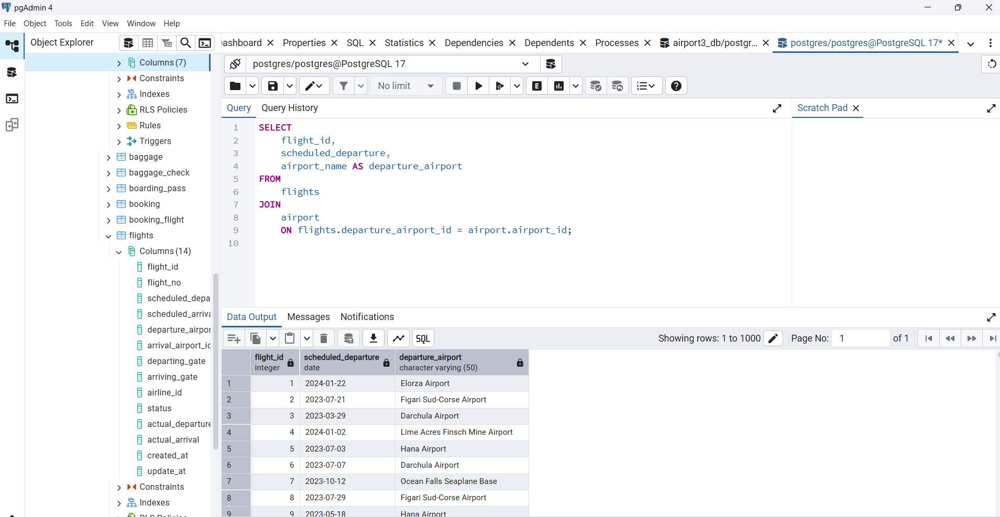 pgAdmin 4
File Object Tools Edit View Window Help
Object Explorer
ashboard Properties SQL Statistics Dependencies Dependents Processes airport3_db/postgr... postgres/postgres@PostgreSQL 17*
Columns (7)
Constraints
Indexes
RLS Policies
Rules
Triggers
baggage
baggage_check
boarding_pass
booking
booking_flight
flights
Columns (14)
flight_id
flight_no
scheduled_depa
scheduled_arriva
departure_airpor
arrival_airport_id
departing_gate
arriving_gate
airline_id
status
actual_departure
actual_arrival
created_at
update_at
Constraints
Indexes
RLS Policies
postgres/postgres@PostgreSQL 17
No limit
E
Query Query History
Scratch Pad
1 SELECT
2 flight_id,
3 scheduled_departure,
4 airport_name AS departure_airport
5 FROM
6 flights
7 JOIN
8 airport
9 ON flights.departure_airport_id = airport.airport_id;
10
Data Output Messages Notifications
SQL Showing rows: 1 to 1000 Page No: 1 of 1
flight_id scheduled_departure departure_airport
integer date character varying (50)
1 1 2024-01-22 Elorza Airport
2 2 2023-07-21 Figari Sud-Corse Airport
3 3 2023-03-29 Darchula Airport
4 4 2024-01-02 Lime Acres Finsch Mine Airport
5 5 2023-07-03 Hana Airport
6 6 2023-07-07 Darchula Airport
7 7 2023-10-12 Ocean Falls Seaplane Base
8 8 2023-07-29 Figari Sud-Corse Airport
9 9 2023-05-18 Hana Airport